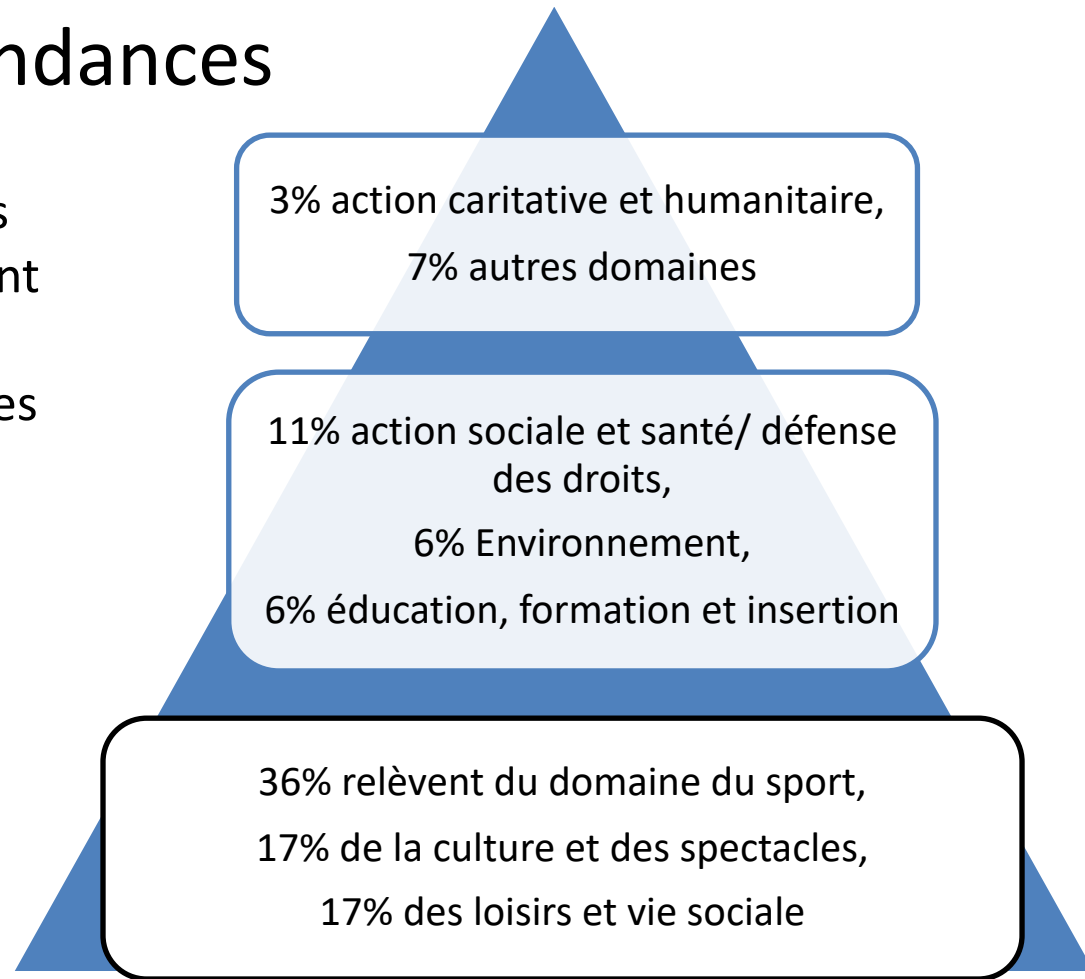 ndances
s
nt
es
3% action caritative et humanitaire,
7% autres domaines
11% action sociale et santé/ défense
des droits,
6% Environnement,
6% éducation, formation et insertion
36% relèvent du domaine du sport,
17% de la culture et des spectacles,
17% des loisirs et vie sociale